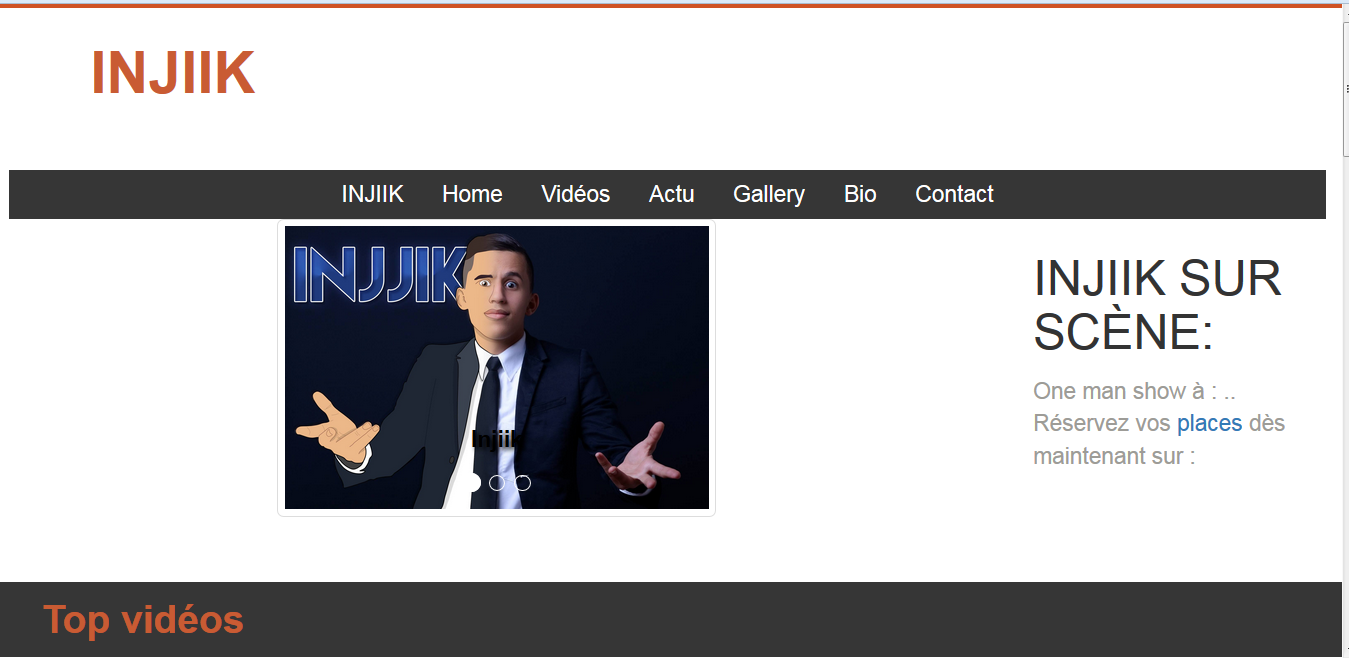 INJIIK
INJIIK Home Vidéos Actu Gallery Bio Contact
INJJIK
Injiik
INJIIK SUR
SCÈNE:
One man show à : ..
Réservez vos places dès
maintenant sur :
Top vidéos